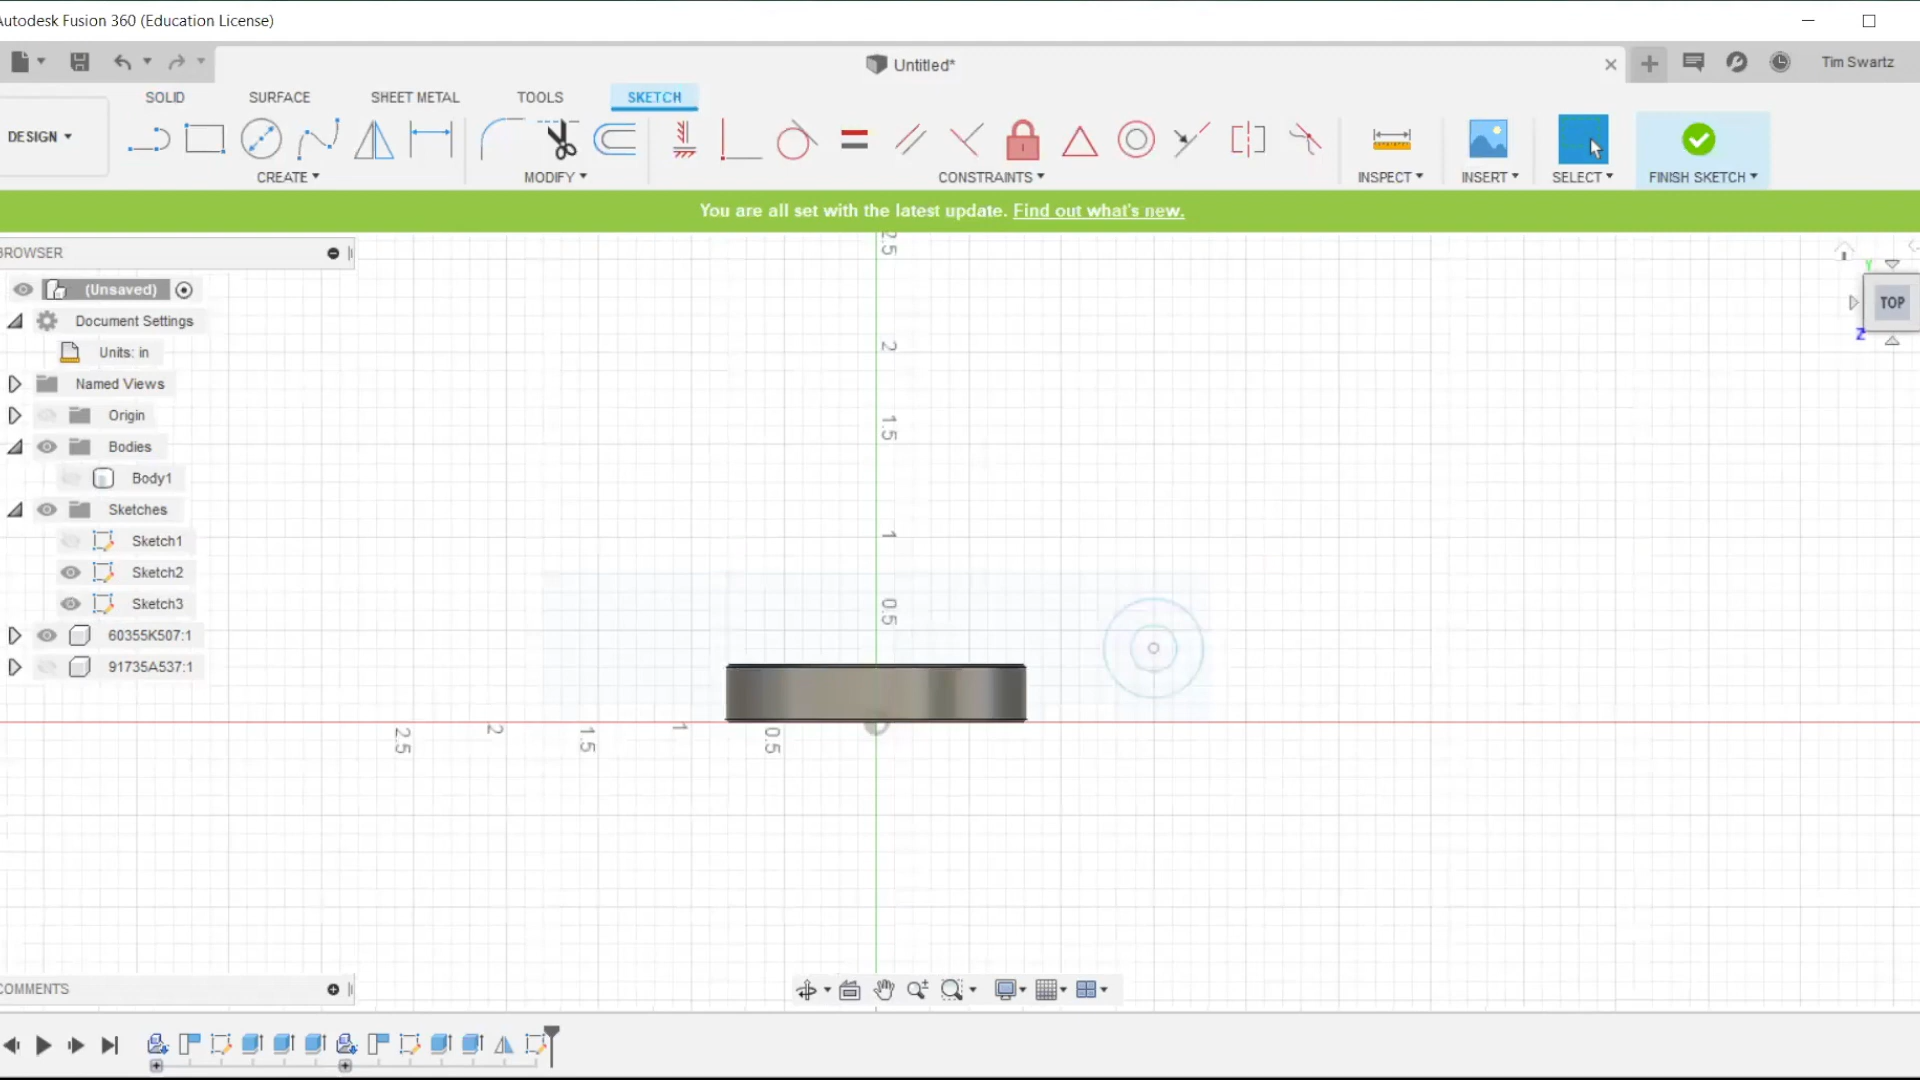 Autodesk Fusion 360 (Education License)
Untitled*
Tim Swartz
SOLID
SURFACE
SHEET METAL
TOOLS
SKETCH
DESIGN
CREATE
MODIFY
CONSTRAINTS
INSPECT
INSERT
SELECT
FINISH SKETCH
You are all set with the latest update. Find out what's new.
BROWSER
(Unsaved)
Document Settings
Units: in
Named Views
Origin
Bodies
Body1
Sketches
Sketch1
Sketch2
Sketch3
60355K507:1
91735A537:1
2.5
2
1.5
1
0.5
2.5
2
1.5
1
0.5
Y
TOP
Z
COMMENTS